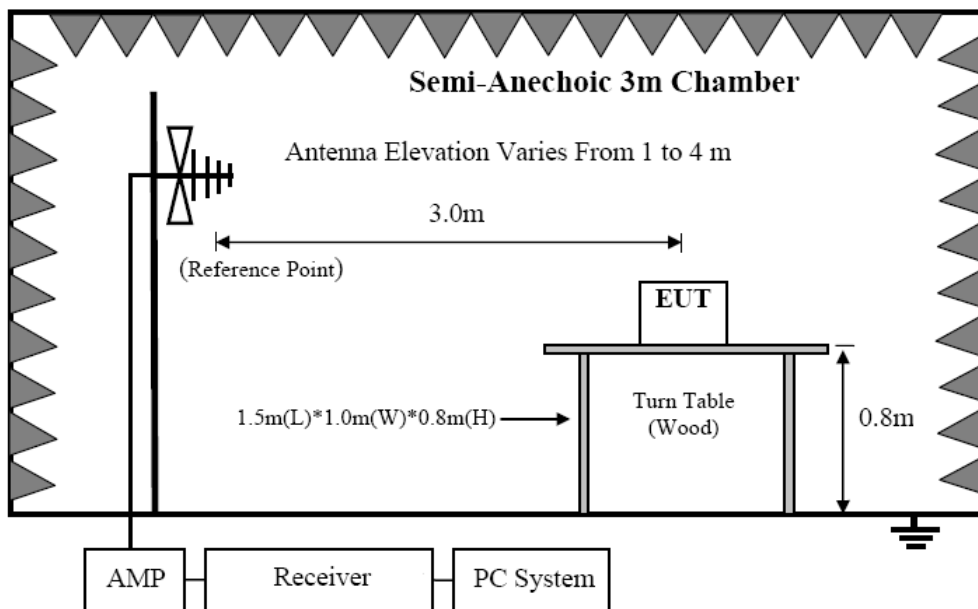 Semi-Anechoic 3m Chamber
Antenna Elevation Varies From 1 to 4 m
3.0m
(Reference Point)
EUT
1.5m(L)*1.0m(W)*0.8m(H)
Turn Table
(Wood)
0.8m
AMP
Receiver
PC System